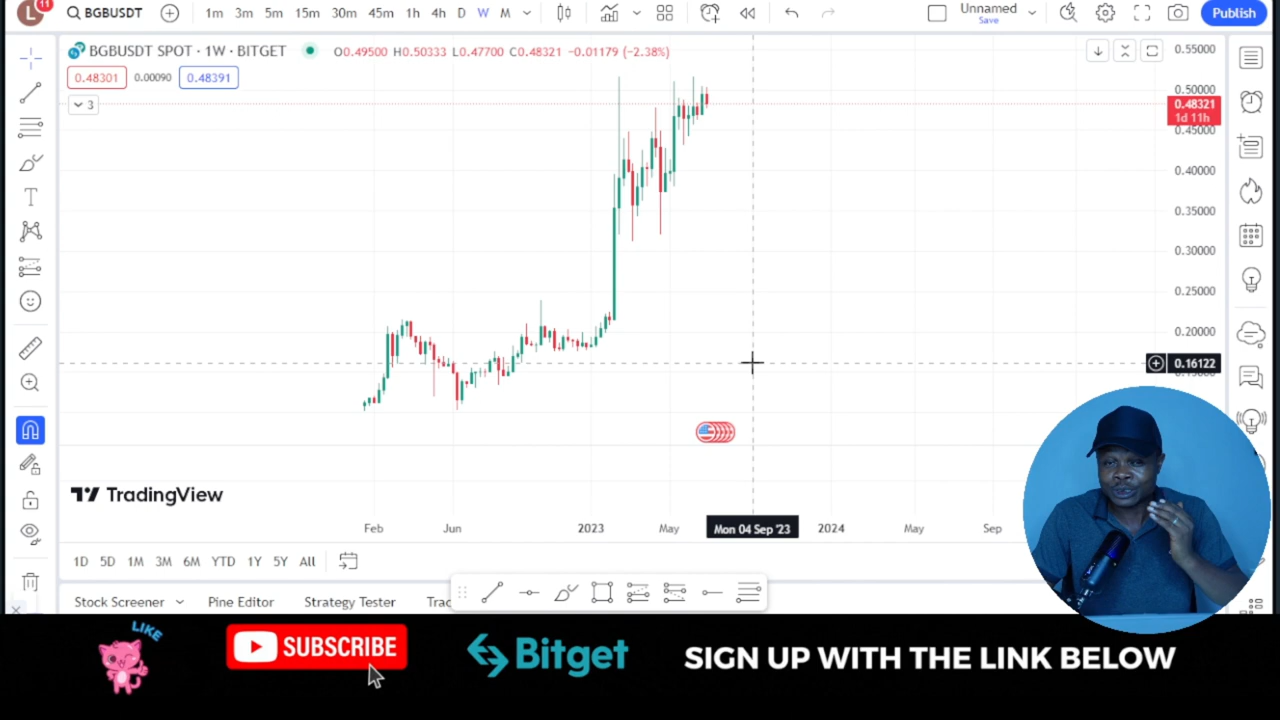 L 11 BGBUSDT 1m 3m 5m 15m 30m 45m 1h 4h D W M Unnamed Save Publish
BGBUSDT SPOT · 1W · BITGET O0.49500 H0.50333 L0.47700 C0.48321 −0.01179 (−2.38%)
0.48301 0.00090 0.48391
3
0.55000
0.50000
0.48321
1d 11h
0.45000
0.40000
0.35000
0.30000
0.25000
0.20000
0.16122
TradingView
Feb Jun 2023 May Mon 04 Sep '23 2024 May Sep
1D 5D 1M 3M 6M YTD 1Y 5Y All
Stock Screener Pine Editor Strategy Tester Trac
LIKE
SUBSCRIBE
Bitget
SIGN UP WITH THE LINK BELOW